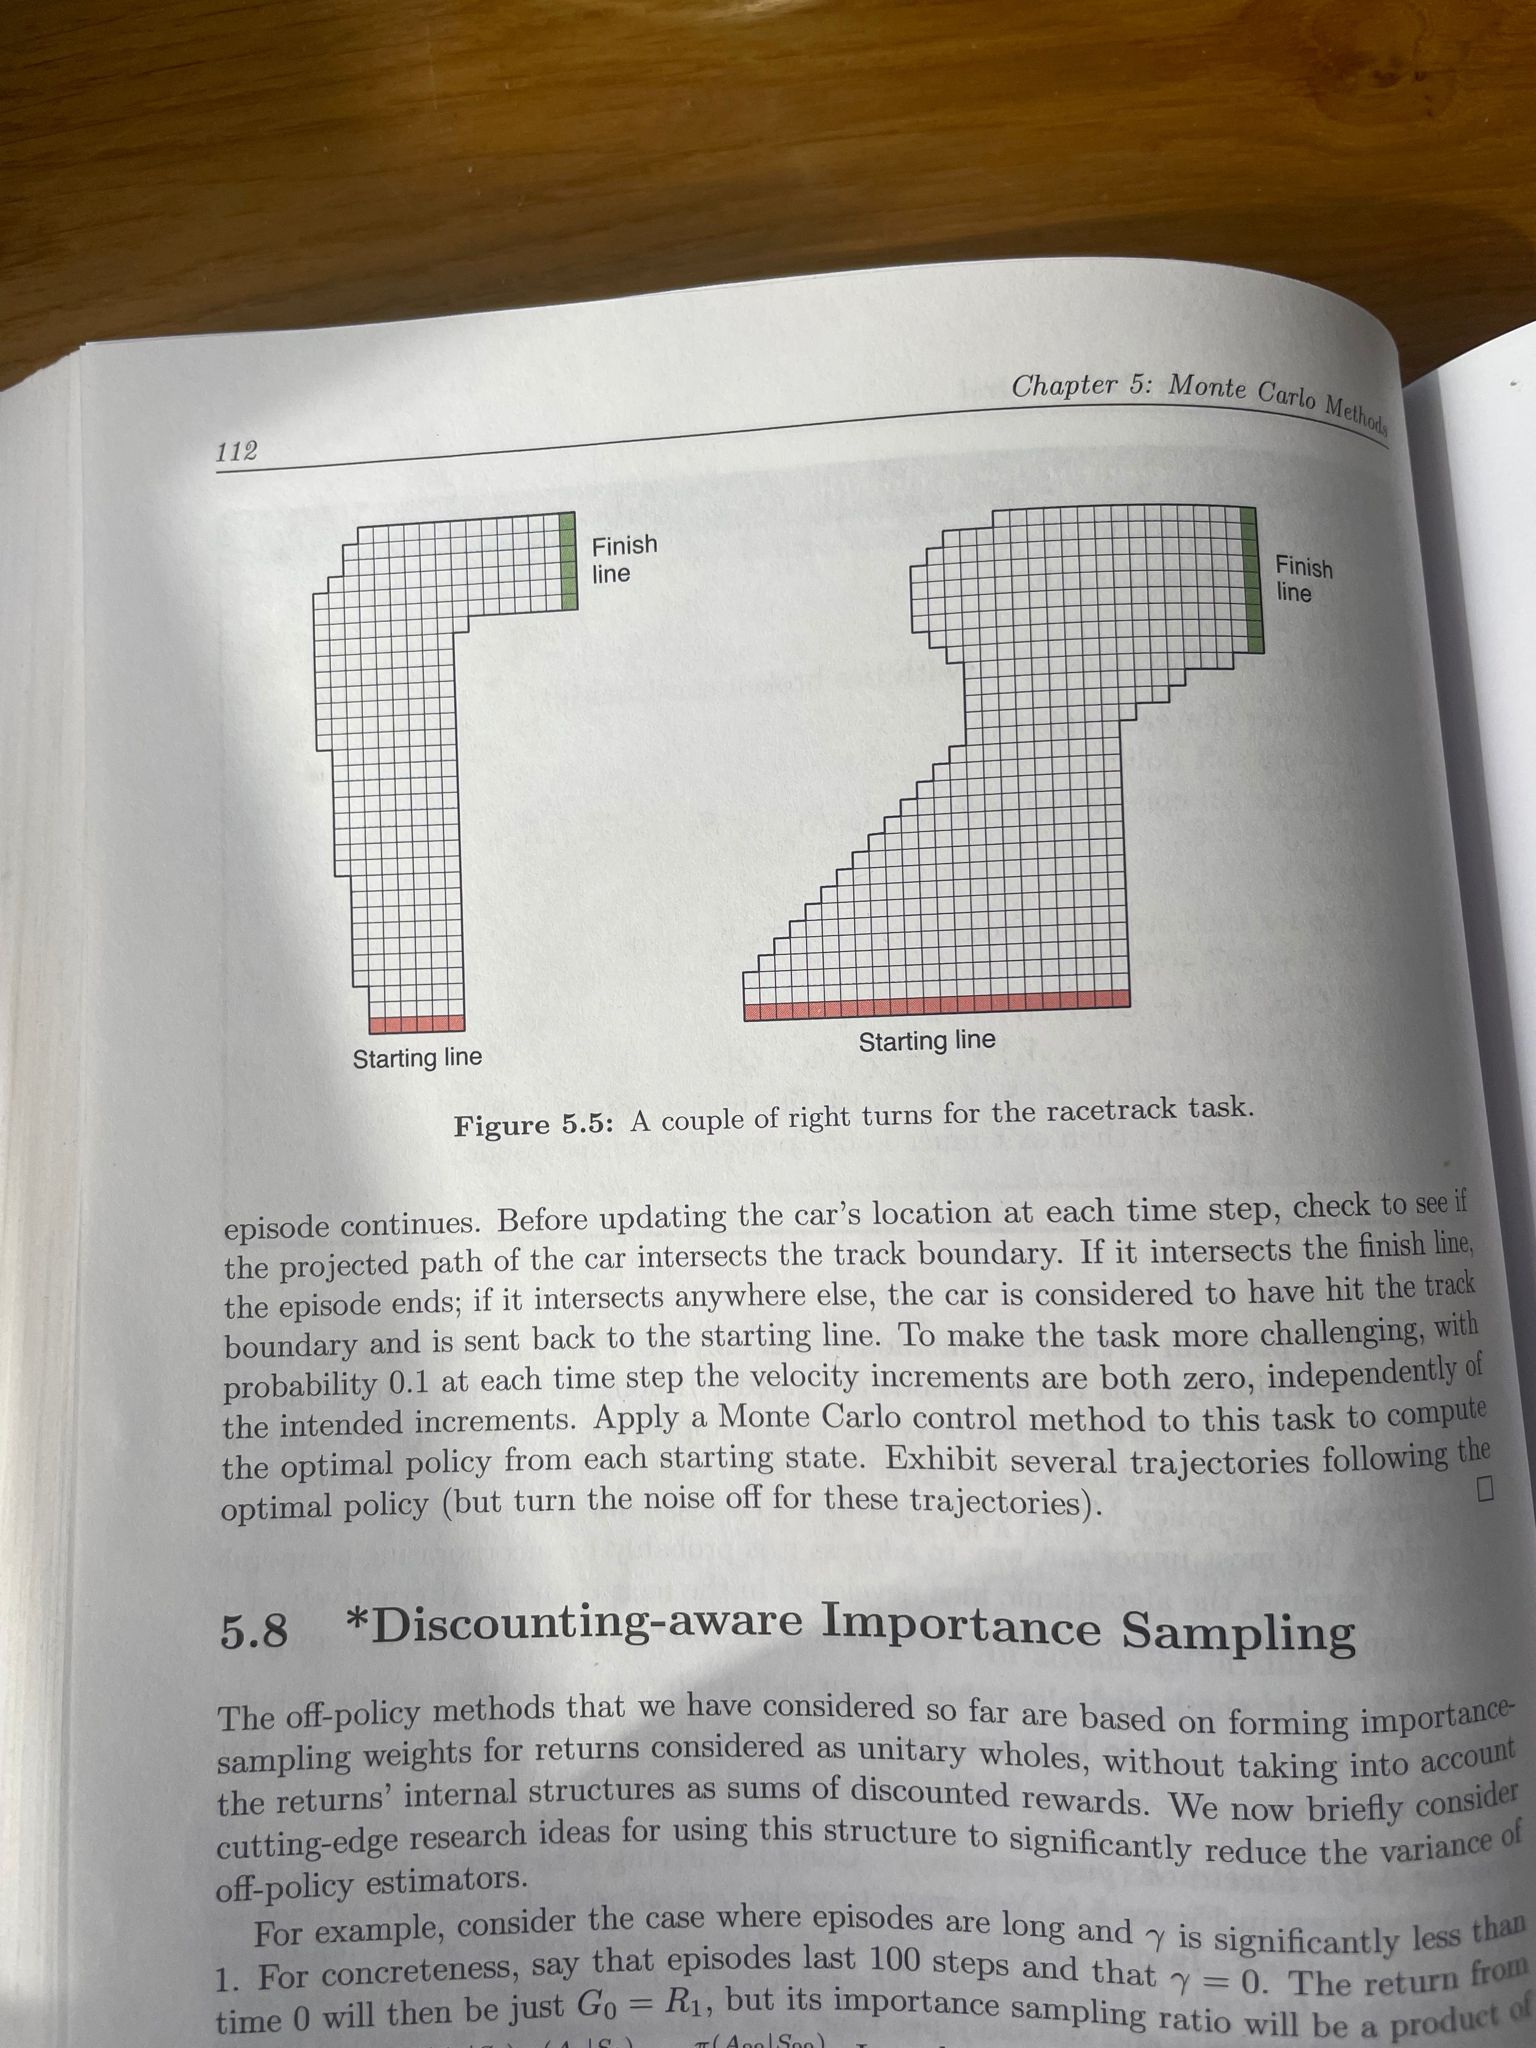 Chapter 5: Monte Carlo Methods
112
Finish
line
Finish
line
Starting line
Starting line
Figure 5.5: A couple of right turns for the racetrack task.
episode continues. Before updating the car's location at each time step, check to see if
the projected path of the car intersects the track boundary. If it intersects the finish line,
the episode ends; if it intersects anywhere else, the car is considered to have hit the track
boundary and is sent back to the starting line. To make the task more challenging, with
probability 0.1 at each time step the velocity increments are both zero, independently of
the intended increments. Apply a Monte Carlo control method to this task to compute
the optimal policy from each starting state. Exhibit several trajectories following the
optimal policy (but turn the noise off for these trajectories). □
5.8 *Discounting-aware Importance Sampling
The off-policy methods that we have considered so far are based on forming importance-
sampling weights for returns considered as unitary wholes, without taking into account
the returns' internal structures as sums of discounted rewards. We now briefly consider
cutting-edge research ideas for using this structure to significantly reduce the variance of
off-policy estimators.
For example, consider the case where episodes are long and γ is significantly less than
1. For concreteness, say that episodes last 100 steps and that γ = 0. The return from
time 0 will then be just G₀ = R₁, but its importance sampling ratio will be a product of